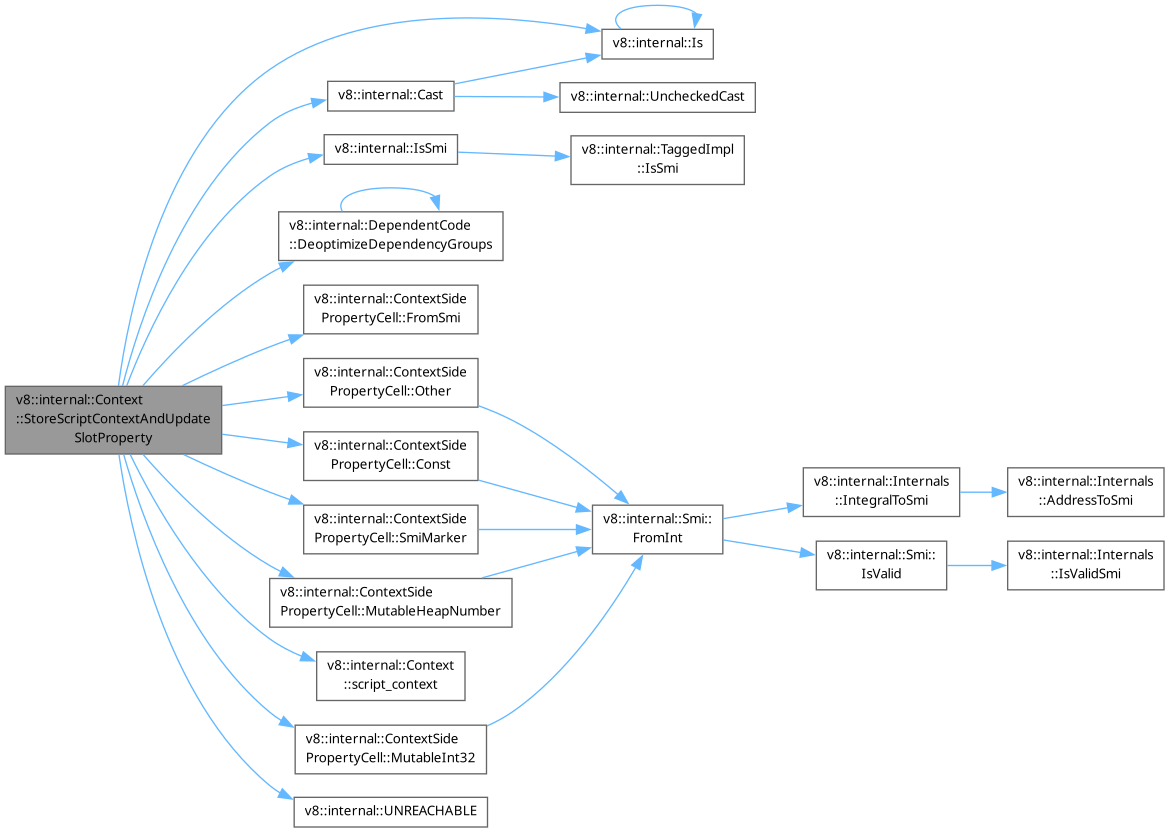 v8::internal::Is
v8::internal::Cast
v8::internal::UncheckedCast
v8::internal::IsSmi
v8::internal::TaggedImpl
::IsSmi
v8::internal::DependentCode
::DeoptimizeDependencyGroups
v8::internal::ContextSide
PropertyCell::FromSmi
v8::internal::ContextSide
PropertyCell::Other
v8::internal::Context
::StoreScriptContextAndUpdate
SlotProperty
v8::internal::ContextSide
PropertyCell::Const
v8::internal::ContextSide
PropertyCell::SmiMarker
v8::internal::Smi::
FromInt
v8::internal::Internals
::IntegralToSmi
v8::internal::Internals
::AddressToSmi
v8::internal::Smi::
IsValid
v8::internal::Internals
::IsValidSmi
v8::internal::ContextSide
PropertyCell::MutableHeapNumber
v8::internal::Context
::script_context
v8::internal::ContextSide
PropertyCell::MutableInt32
v8::internal::UNREACHABLE